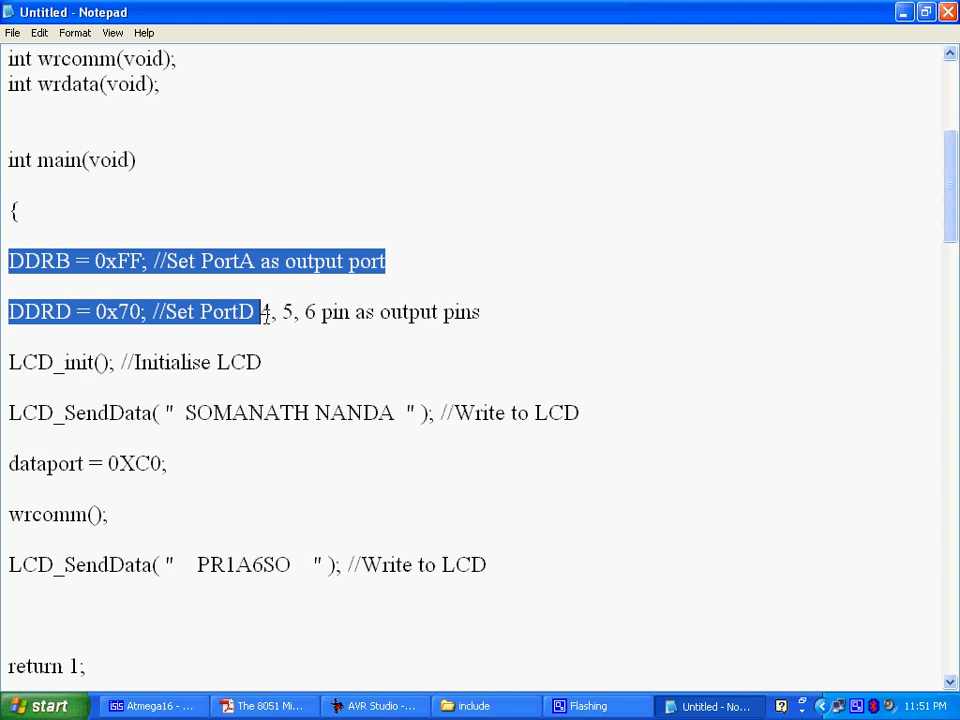 Untitled - Notepad
File Edit Format View Help
int wrcomm(void);
int wrdata(void);
int main(void)
{
DDRB = 0xFF; //Set PortA as output port
DDRD = 0x70; //Set PortD 4, 5, 6 pin as output pins
LCD_init(); //Initialise LCD
LCD_SendData( "  SOMANATH NANDA  " ); //Write to LCD
dataport = 0XC0;
wrcomm();
LCD_SendData( "    PR1A6SO    " ); //Write to LCD
return 1;
start Atmega16 - ... The 8051 Mi... AVR Studio -... include Flashing Untitled - No... 11:51 PM